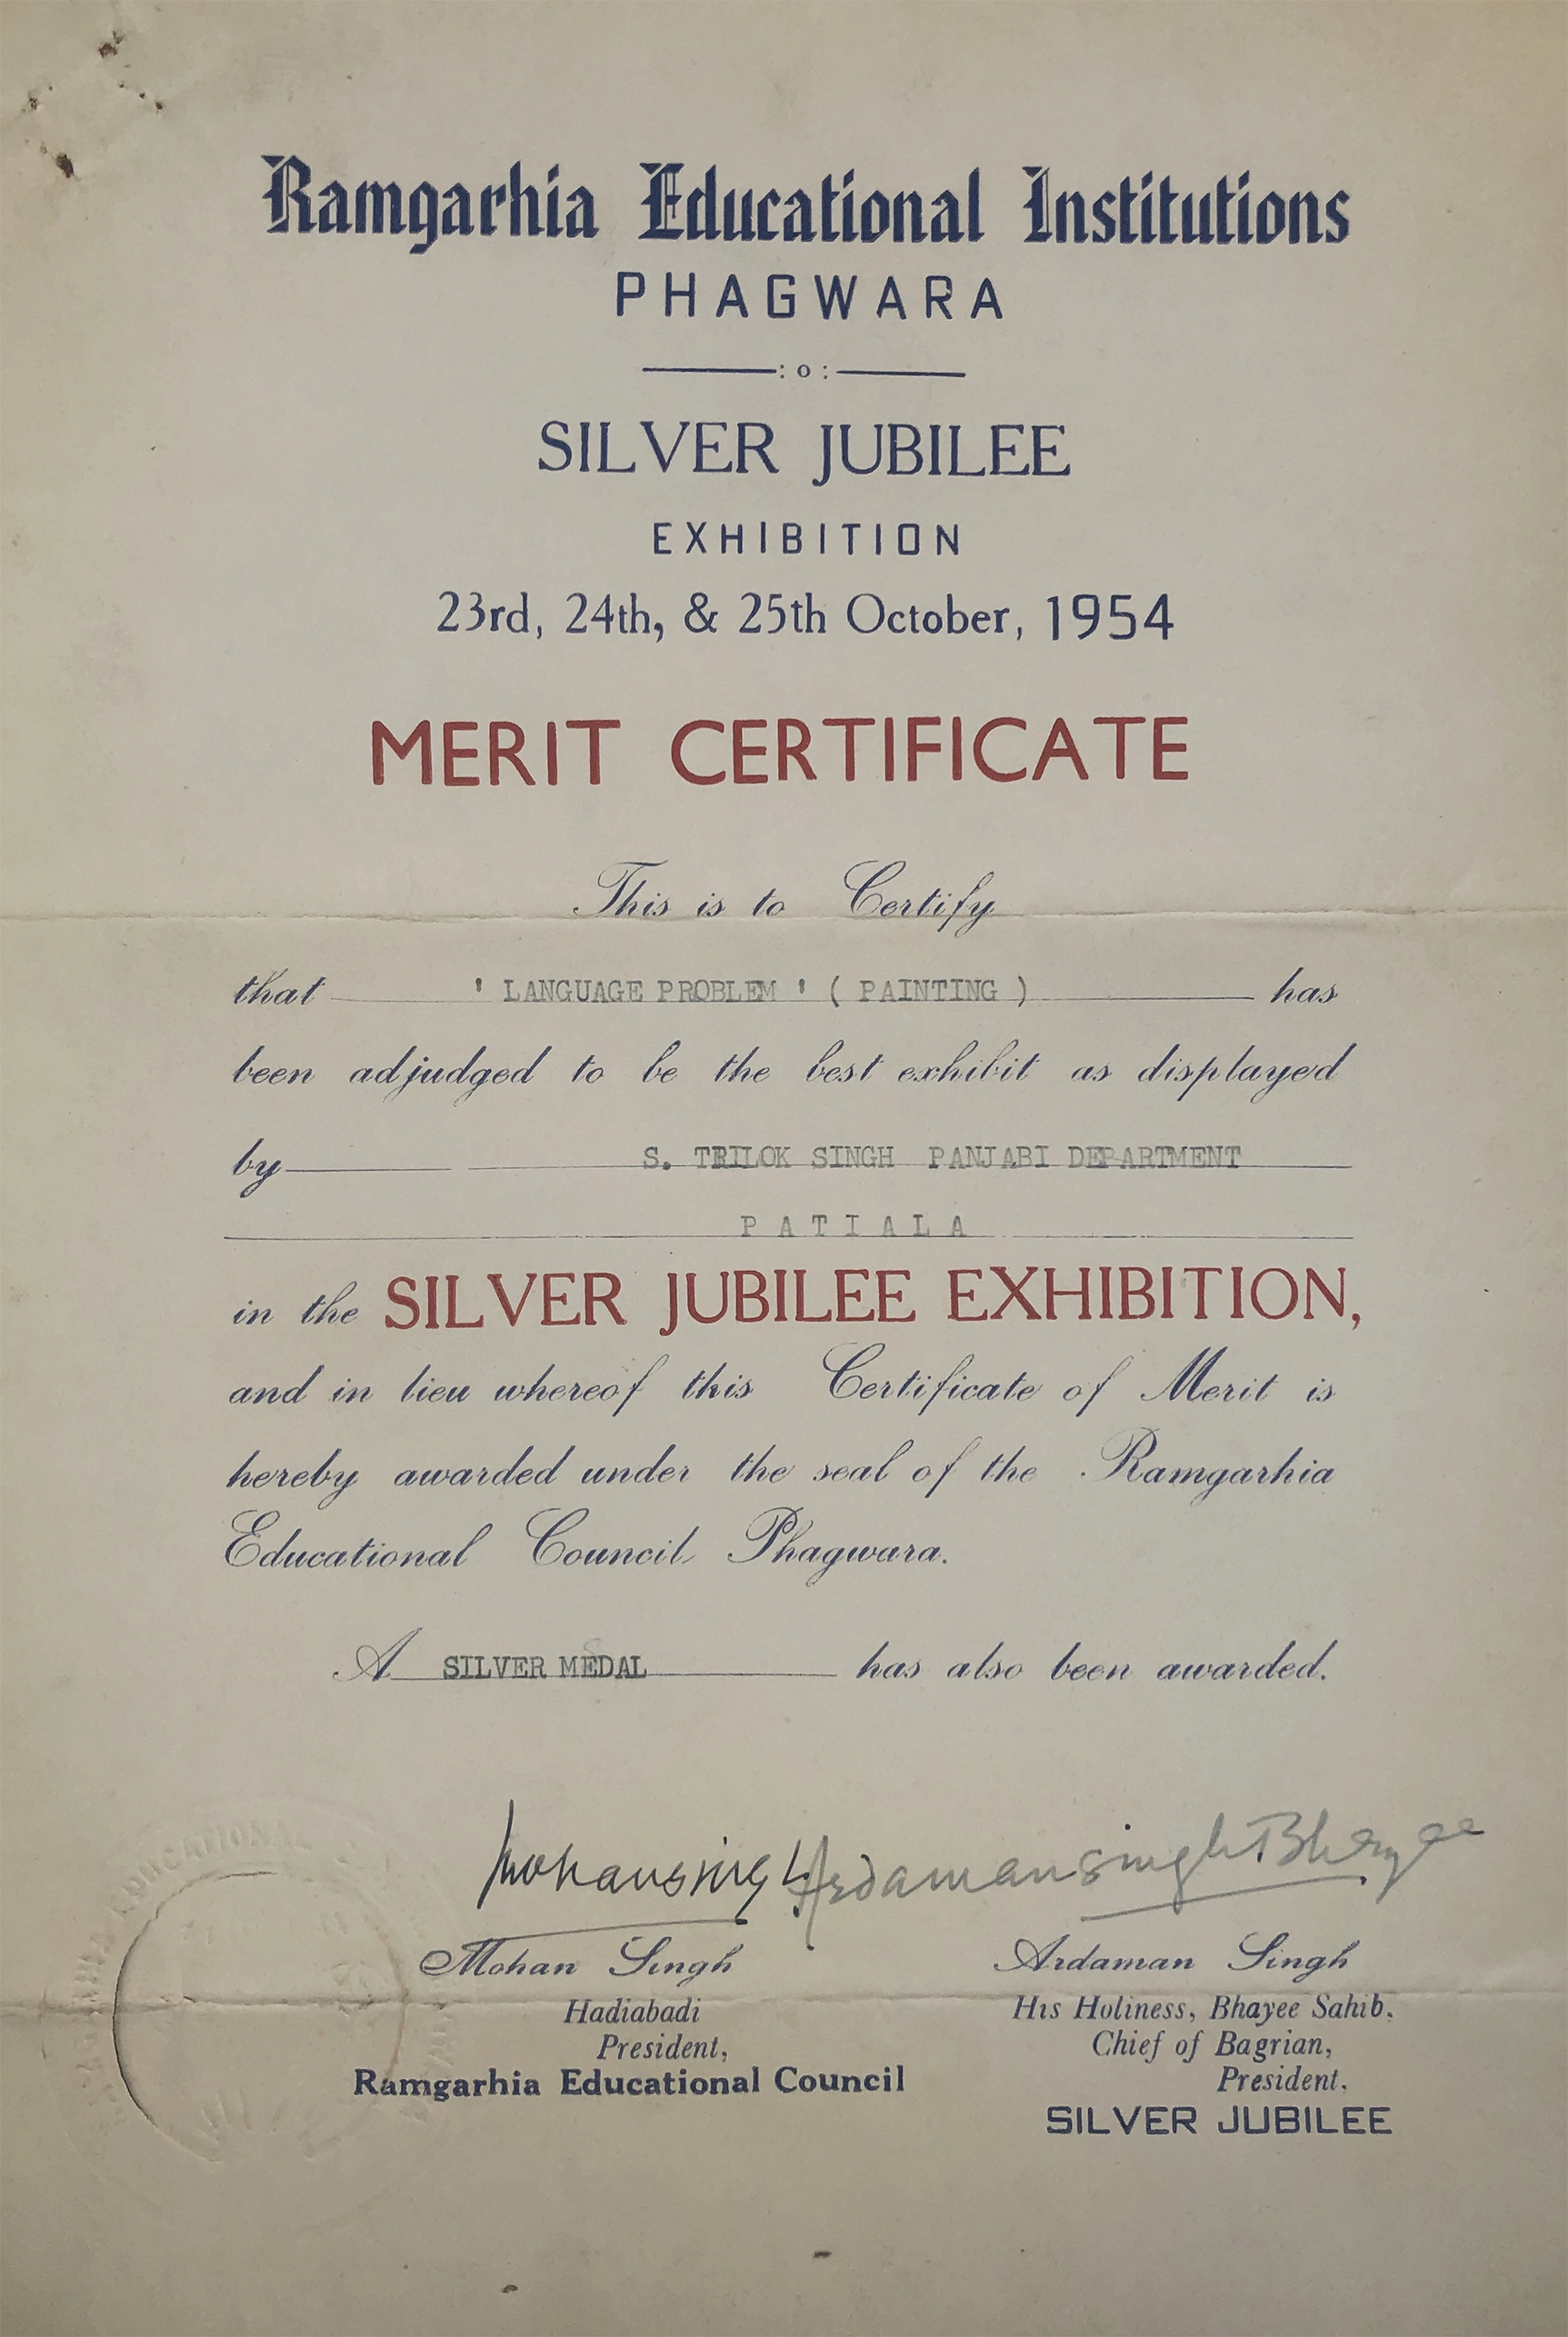 Ramgarhia Educational Institutions
PHAGWARA
: o :
SILVER JUBILEE
EXHIBITION
23rd, 24th, & 25th October, 1954
MERIT CERTIFICATE
This is to Certify
that ' LANGUAGE PROBLEM ' ( PAINTING ) has
been adjudged to be the best exhibit as displayed
by S. TRILOK SINGH PANJABI DEPARTMENT
P A T I A L A
in the SILVER JUBILEE EXHIBITION,
and in lieu whereof this Certificate of Merit is
hereby awarded under the seal of the Ramgarhia
Educational Council Phagwara.
A SILVER MEDAL has also been awarded.
Mohansingh Ardamansingh Bhayee
Mohan Singh
Hadiabadi
President,
Ramgarhia Educational Council
Ardaman Singh
His Holiness, Bhayee Sahib,
Chief of Bagrian,
President.
SILVER JUBILEE
EDUCATIONAL